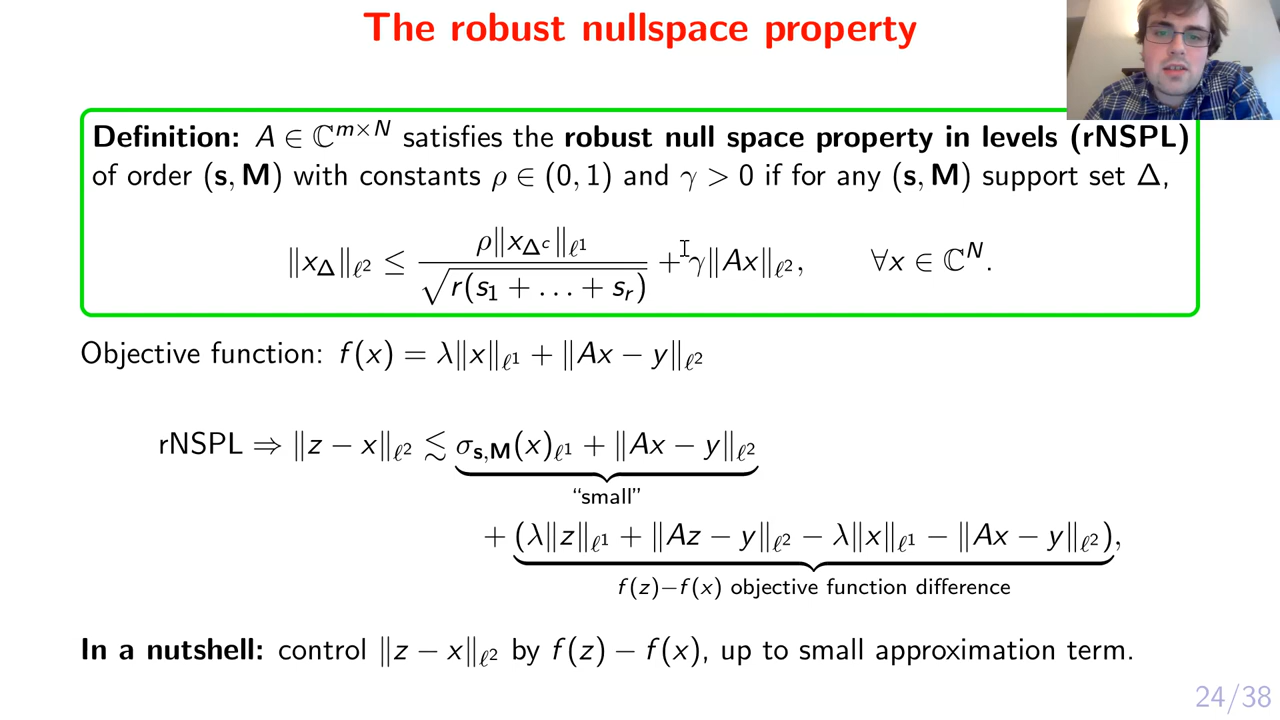 The robust nullspace property
Definition: A ∈ ℂ^{m×N} satisfies the robust null space property in levels (rNSPL)
of order (s, M) with constants ρ ∈ (0, 1) and γ > 0 if for any (s, M) support set Δ,
‖x_Δ‖_{ℓ²} ≤ ρ‖x_{Δ^c}‖_{ℓ¹} / √(r(s₁ + … + s_r)) + γ‖Ax‖_{ℓ²}, ∀x ∈ ℂ^N.
Objective function: f(x) = λ‖x‖_{ℓ¹} + ‖Ax − y‖_{ℓ²}
rNSPL ⇒ ‖z − x‖_{ℓ²} ≲ σ_{s,M}(x)_{ℓ¹} + ‖Ax − y‖_{ℓ²}
“small”
+ (λ‖z‖_{ℓ¹} + ‖Az − y‖_{ℓ²} − λ‖x‖_{ℓ¹} − ‖Ax − y‖_{ℓ²}),
f(z)−f(x) objective function difference
In a nutshell: control ‖z − x‖_{ℓ²} by f(z) − f(x), up to small approximation term.
24/38